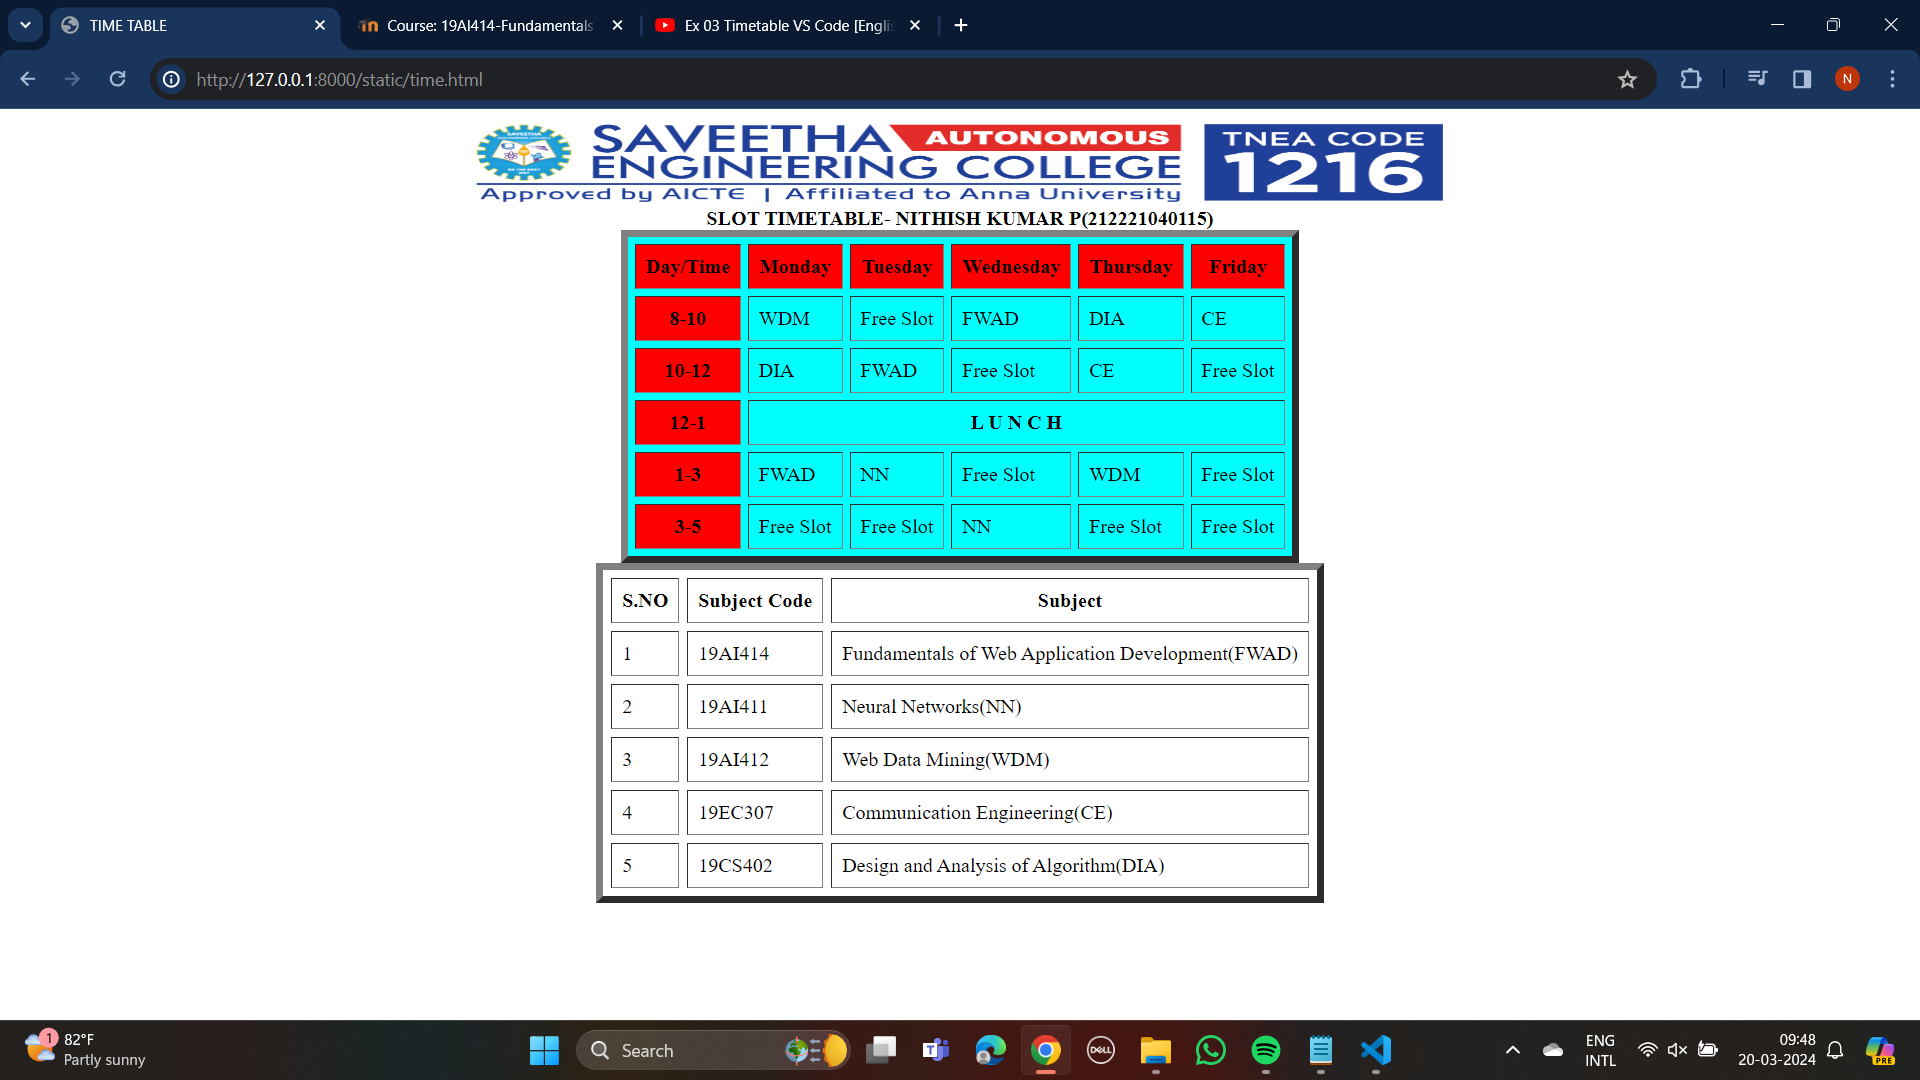 TIME TABLE
Course: 19AI414-Fundamentals
Ex 03 Timetable VS Code [Engli
http://127.0.0.1:8000/static/time.html
N
SAVEETHA AUTONOMOUS
ENGINEERING COLLEGE
Approved by AICTE | Affiliated to Anna University
TNEA CODE
1216
SLOT TIMETABLE- NITHISH KUMAR P(212221040115)
Day/Time Monday Tuesday Wednesday Thursday Friday
8-10 WDM Free Slot FWAD DIA CE
10-12 DIA FWAD Free Slot CE Free Slot
12-1 L U N C H
1-3 FWAD NN Free Slot WDM Free Slot
3-5 Free Slot Free Slot NN Free Slot Free Slot
S.NO Subject Code Subject
1 19AI414 Fundamentals of Web Application Development(FWAD)
2 19AI411 Neural Networks(NN)
3 19AI412 Web Data Mining(WDM)
4 19EC307 Communication Engineering(CE)
5 19CS402 Design and Analysis of Algorithm(DIA)
1
82°F
Partly sunny
Search
DELL
ENG
INTL
09:48
20-03-2024
PRE